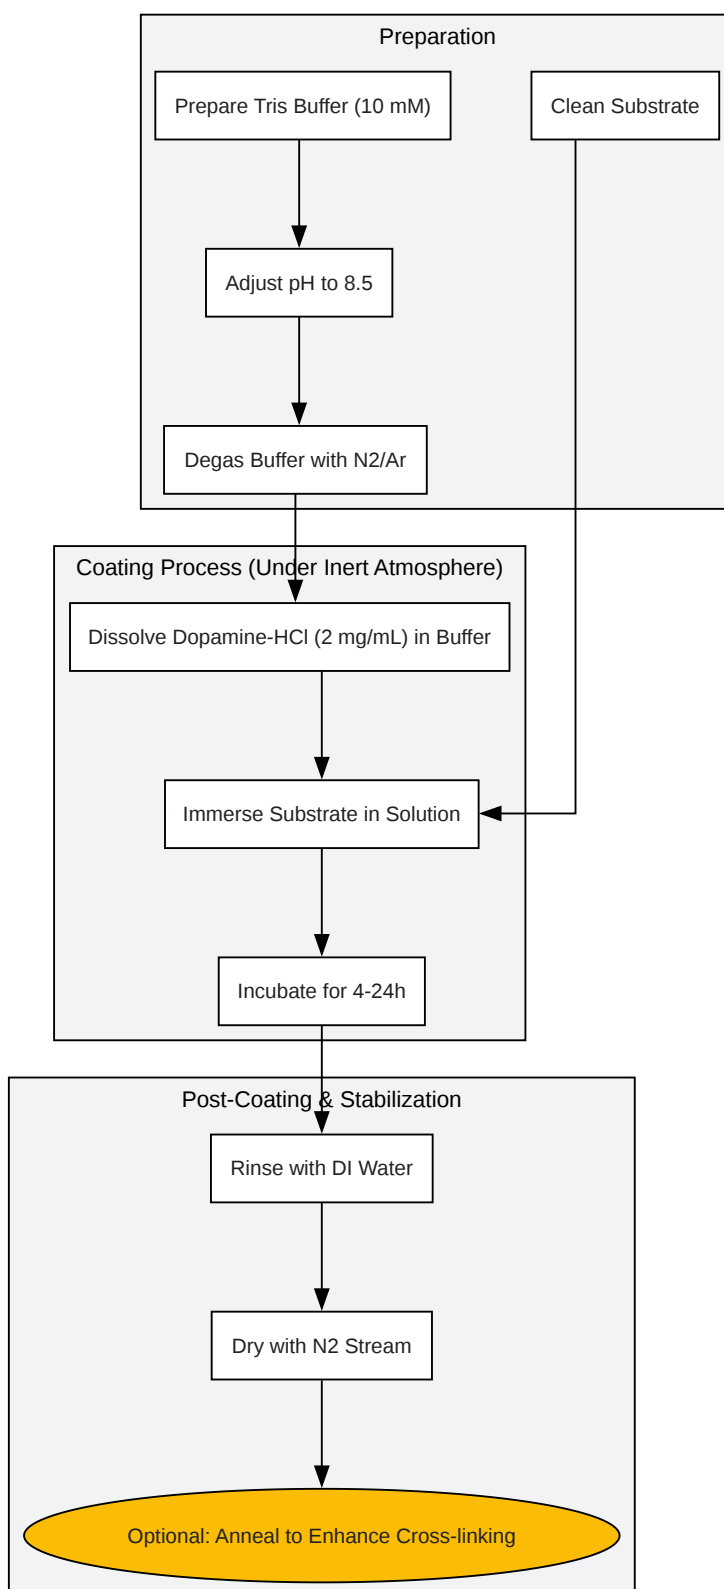 Preparation
Prepare Tris Buffer (10 mM)
Clean Substrate
Adjust pH to 8.5
Degas Buffer with N2/Ar
Coating Process (Under Inert Atmosphere)
Dissolve Dopamine-HCl (2 mg/mL) in Buffer
Immerse Substrate in Solution
Incubate for 4-24h
Post-Coating & Stabilization
Rinse with DI Water
Dry with N2 Stream
Optional: Anneal to Enhance Cross-linking